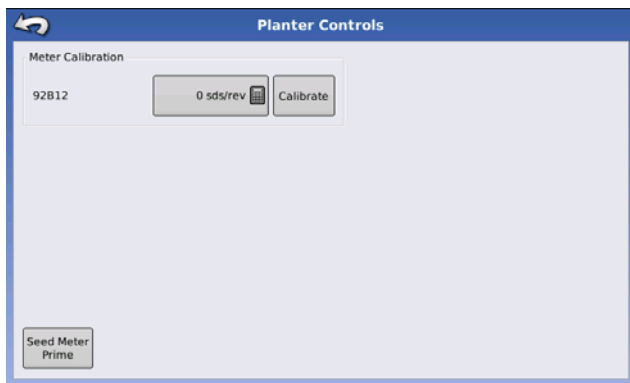 Planter Controls
Meter Calibration
92B12
0 sds/rev
Calibrate
Seed Meter
Prime